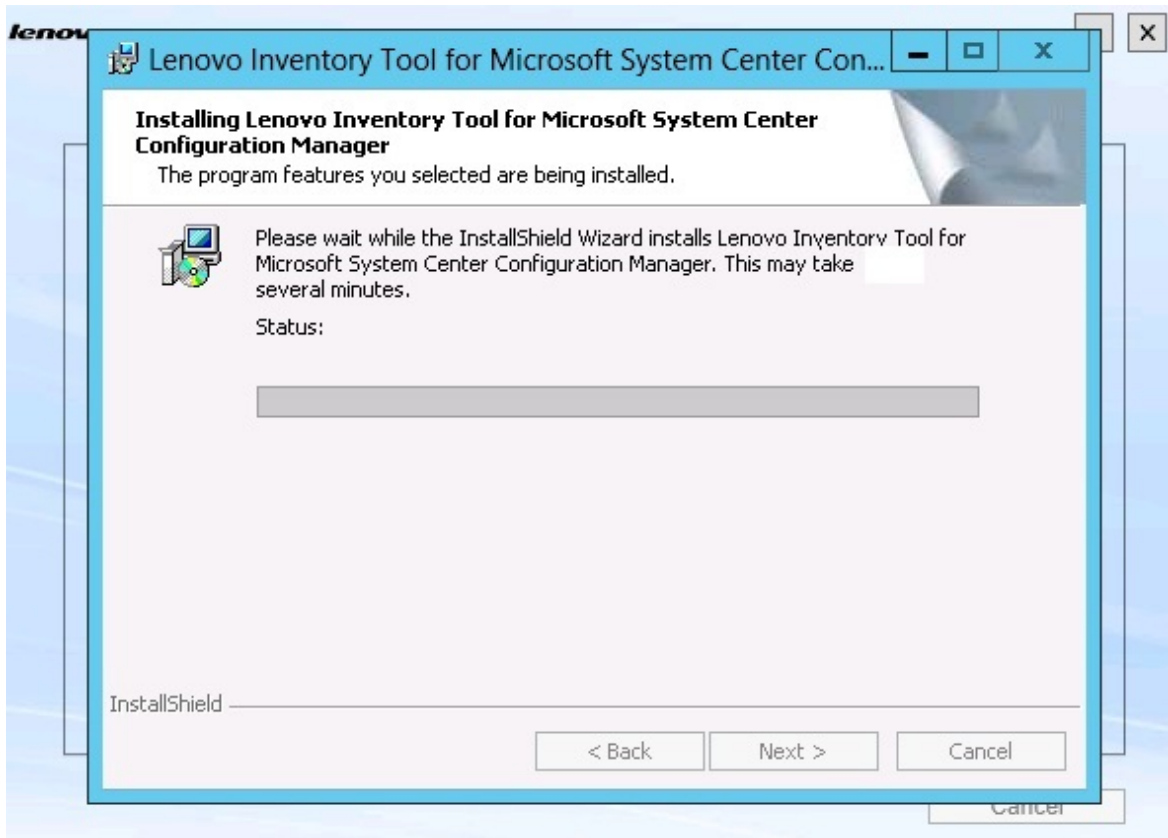 lenov
Lenovo Inventory Tool for Microsoft System Center Con...
Installing Lenovo Inventory Tool for Microsoft System Center
Configuration Manager
The program features you selected are being installed.
Please wait while the InstallShield Wizard installs Lenovo Inventory Tool for
Microsoft System Center Configuration Manager. This may take
several minutes.
Status:
InstallShield
< Back
Next >
Cancel
Cancel